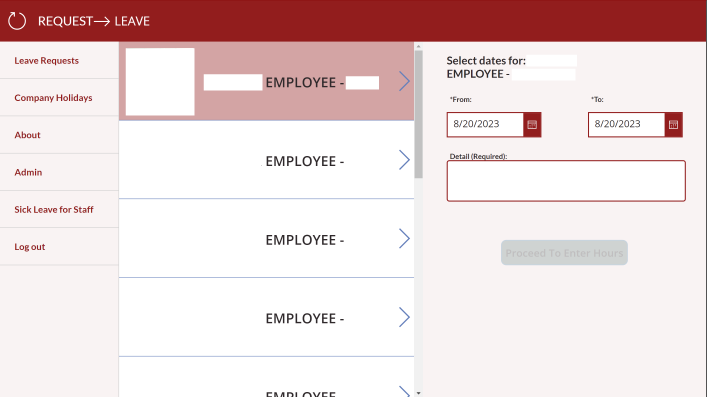 REQUEST→ LEAVE
Leave Requests
Company Holidays
About
Admin
Sick Leave for Staff
Log out
EMPLOYEE -
EMPLOYEE -
EMPLOYEE -
EMPLOYEE -
EMPLOYEE
Select dates for:
EMPLOYEE -
*From:
*To:
8/20/2023
8/20/2023
Detail (Required):
Proceed To Enter Hours